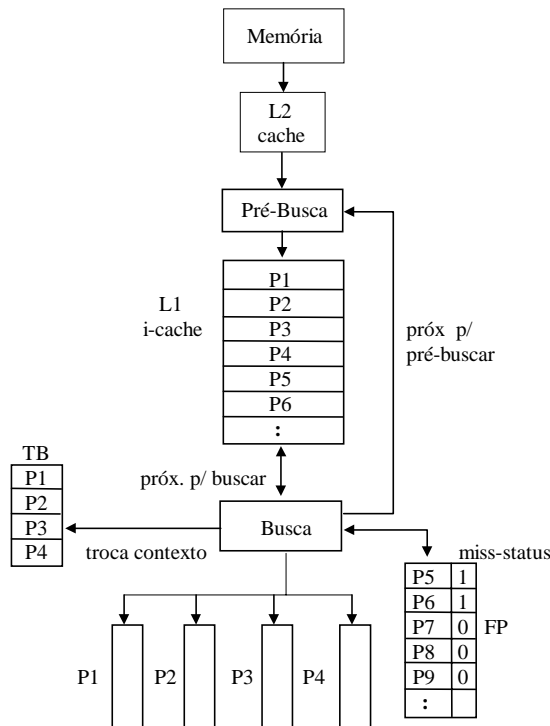 Memória
L2
cache
Pré-Busca
L1
i-cache
P1
P2
P3
P4
P5
P6
:
próx p/
pré-buscar
TB
P1
P2
P3
P4
próx. p/ buscar
Busca
troca contexto
miss-status
P5 1
P6 1
P7 0
P8 0
P9 0
:
FP
P1
P2
P3
P4